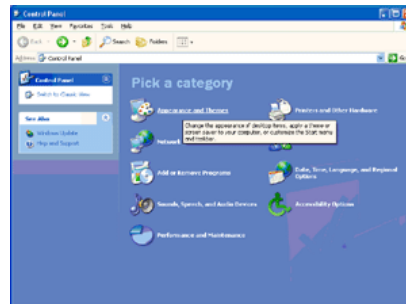 Control Panel
File Edit View Favorites Tools Help
Back Search Folders
Address Control Panel Go
Control Panel
Switch to Classic View
See Also
Windows Update
Help and Support
Pick a category
Appearance and Themes
Printers and Other Hardware
Change the appearance of desktop items, apply a theme or
screen saver to your computer, or customize the Start menu
and taskbar.
Network
Add or Remove Programs
Date, Time, Language, and Regional
Options
Sounds, Speech, and Audio Devices
Accessibility Options
Performance and Maintenance